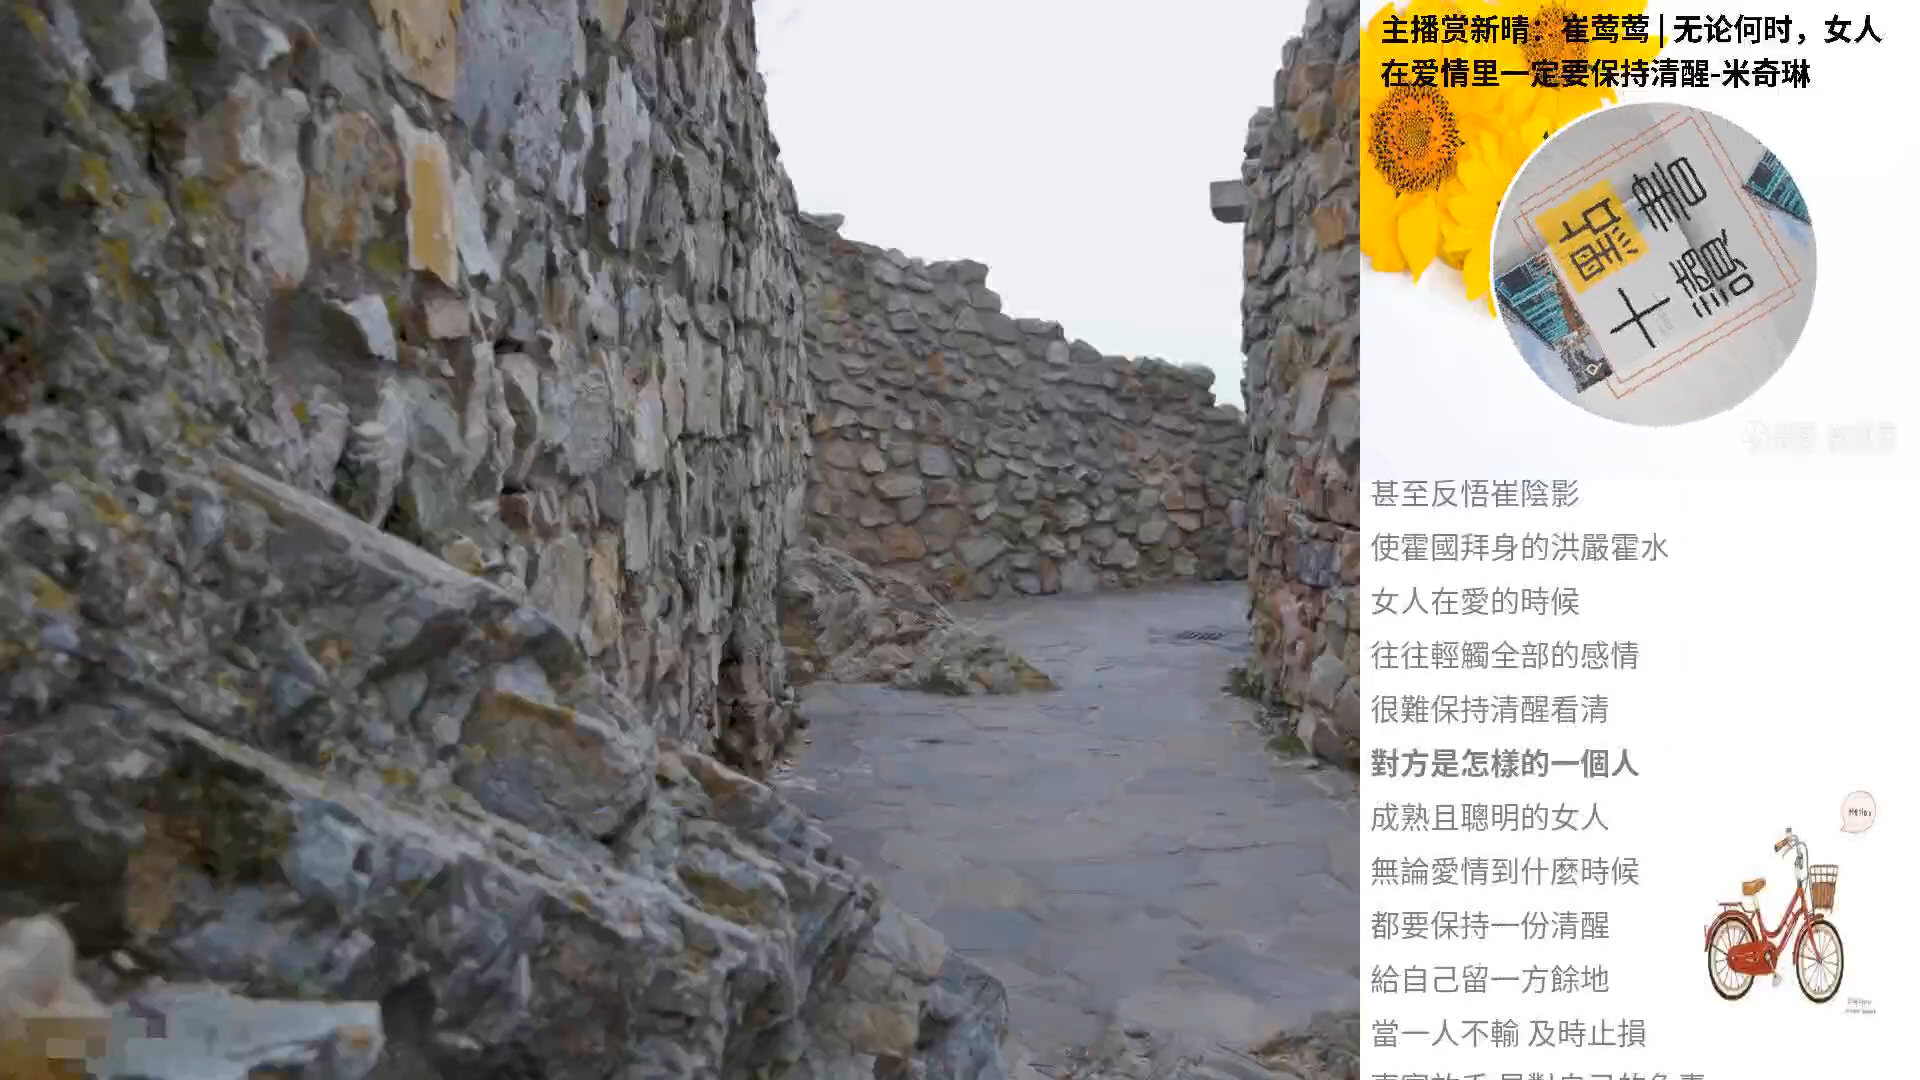 主播赏新晴：崔莺莺 | 无论何时，女人
在爱情里一定要保持清醒-米奇琳
十播
讀書
甚至反悟崔陰影
使霍國拜身的洪嚴霍水
女人在愛的時候
往往輕觸全部的感情
很難保持清醒看清
對方是怎樣的一個人
成熟且聰明的女人
無論愛情到什麼時候
都要保持一份清醒
給自己留一方餘地
當一人不輸 及時止損
Hello!